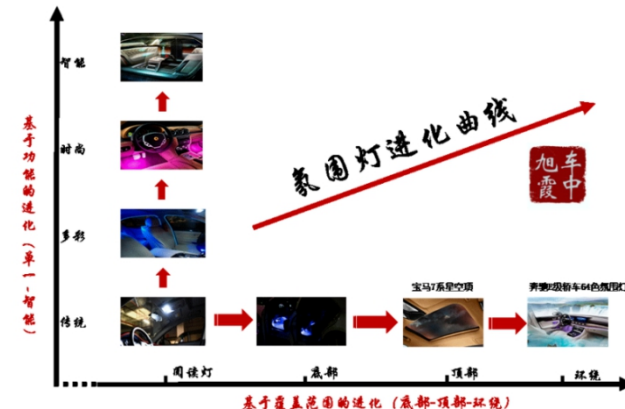 智能
时尚
多彩
传统
基于功能的进化（单一-智能）
氛围灯进化曲线
旭霞
车中
宝马7系星空顶
奔驰E级轿车64色氛围灯
阅读灯
底部
顶部
环绕
基于覆盖范围的进化（底部-顶部-环绕）